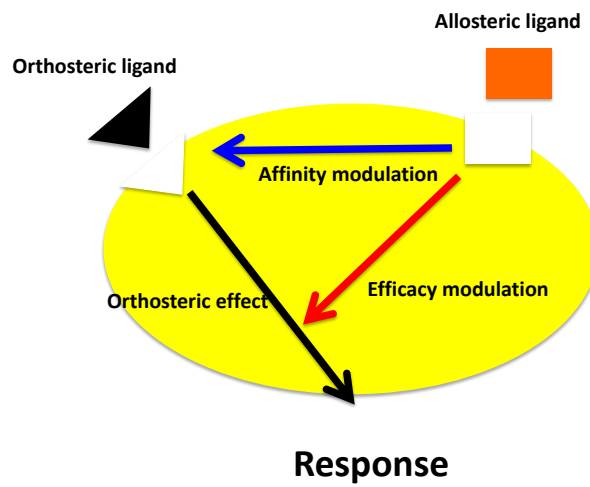 Allosteric ligand
Orthosteric ligand
Affinity modulation
Efficacy modulation
Orthosteric effect
Response